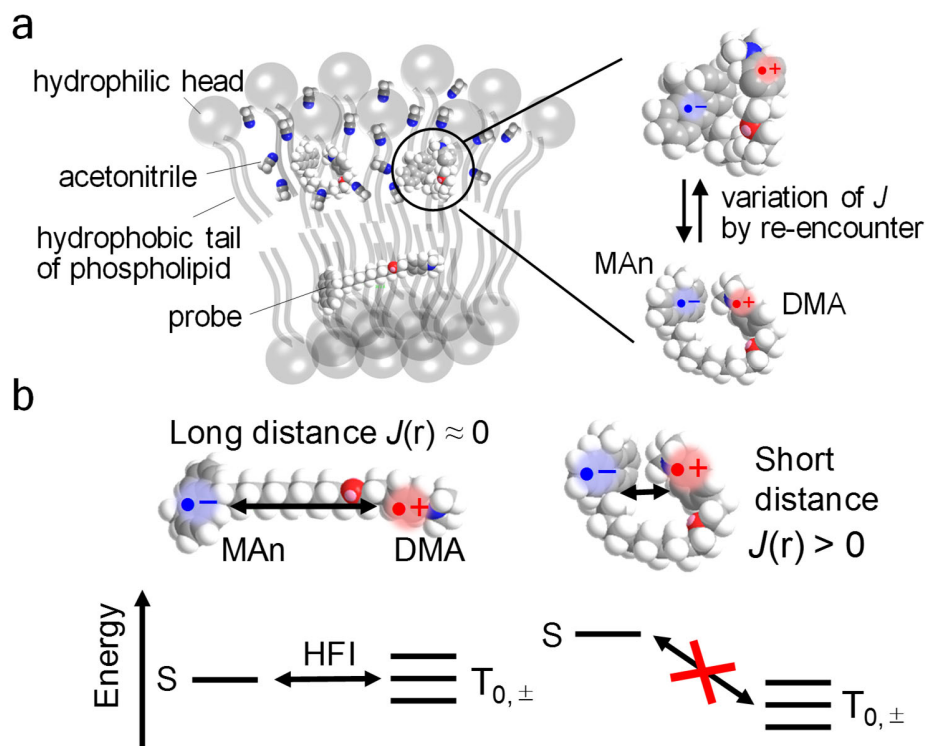 a
hydrophilic head
acetonitrile
hydrophobic tail
of phospholipid
probe
•−
•+
variation of J
by re-encounter
MAn
•−
•+
DMA
b
Long distance J(r) ≈ 0
•−
•+
MAn
DMA
•−
•+
Short
distance
J(r) > 0
Energy
S
HFI
T0, ±
S
T0, ±